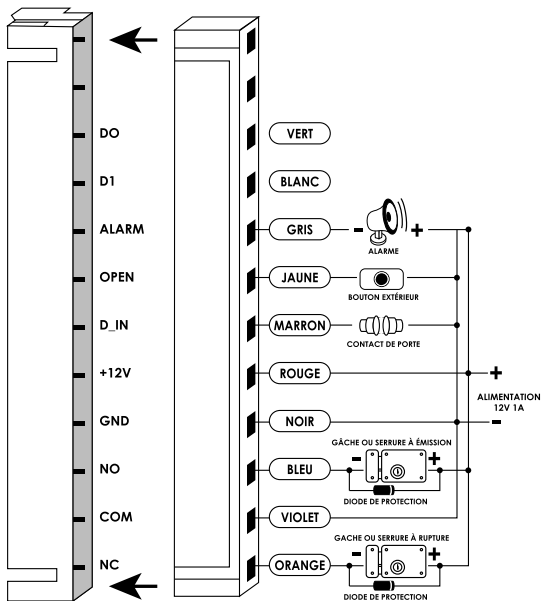 DO
VERT
D1
BLANC
ALARM
GRIS
- +
ALARME
OPEN
JAUNE
BOUTON EXTÉRIEUR
D_IN
MARRON
CONTACT DE PORTE
+12V
ROUGE
+
ALIMENTATION
12V 1A
GND
NOIR
-
GÂCHE OU SERRURE À ÉMISSION
NO
BLEU
- +
DIODE DE PROTECTION
COM
VIOLET
GACHE OU SERRURE À RUPTURE
NC
ORANGE
- +
DIODE DE PROTECTION